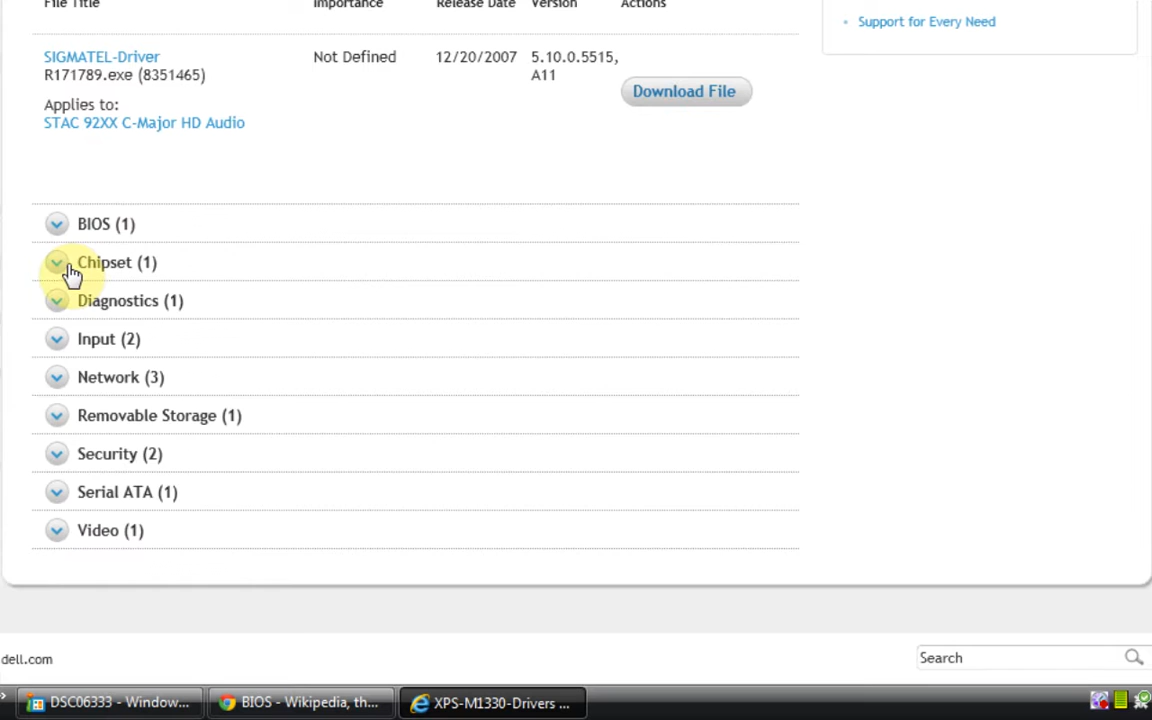 File Title Importance Release Date Version Actions
Support for Every Need
SIGMATEL-Driver Not Defined 12/20/2007 5.10.0.5515,
R171789.exe (8351465) A11
Download File
Applies to:
STAC 92XX C-Major HD Audio
BIOS (1)
Chipset (1)
Diagnostics (1)
Input (2)
Network (3)
Removable Storage (1)
Security (2)
Serial ATA (1)
Video (1)
dell.com Search
DSC06333 - Window... BIOS - Wikipedia, th... XPS-M1330-Drivers ...